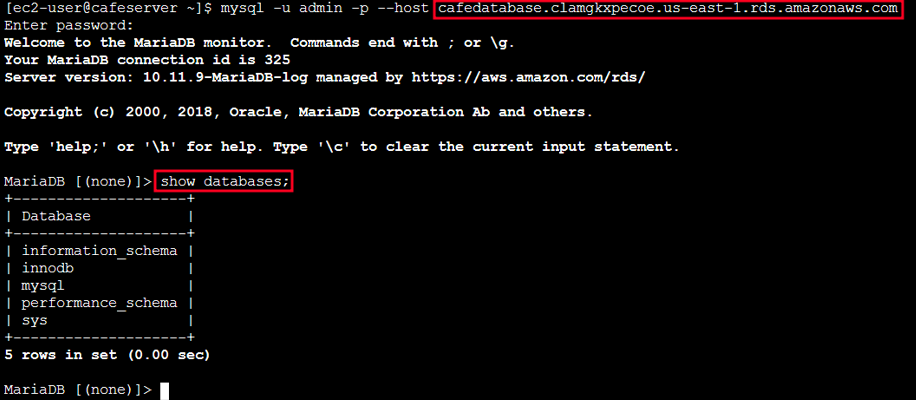 [ec2-user@cafeserver ~]$ mysql -u admin -p --host cafedatabase.clamgkxpecoe.us-east-1.rds.amazonaws.com
Enter password:
Welcome to the MariaDB monitor.  Commands end with ; or \g.
Your MariaDB connection id is 325
Server version: 10.11.9-MariaDB-log managed by https://aws.amazon.com/rds/

Copyright (c) 2000, 2018, Oracle, MariaDB Corporation Ab and others.

Type 'help;' or '\h' for help. Type '\c' to clear the current input statement.

MariaDB [(none)]> show databases;
+--------------------+
| Database           |
+--------------------+
| information_schema |
| innodb             |
| mysql              |
| performance_schema |
| sys                |
+--------------------+
5 rows in set (0.00 sec)

MariaDB [(none)]>